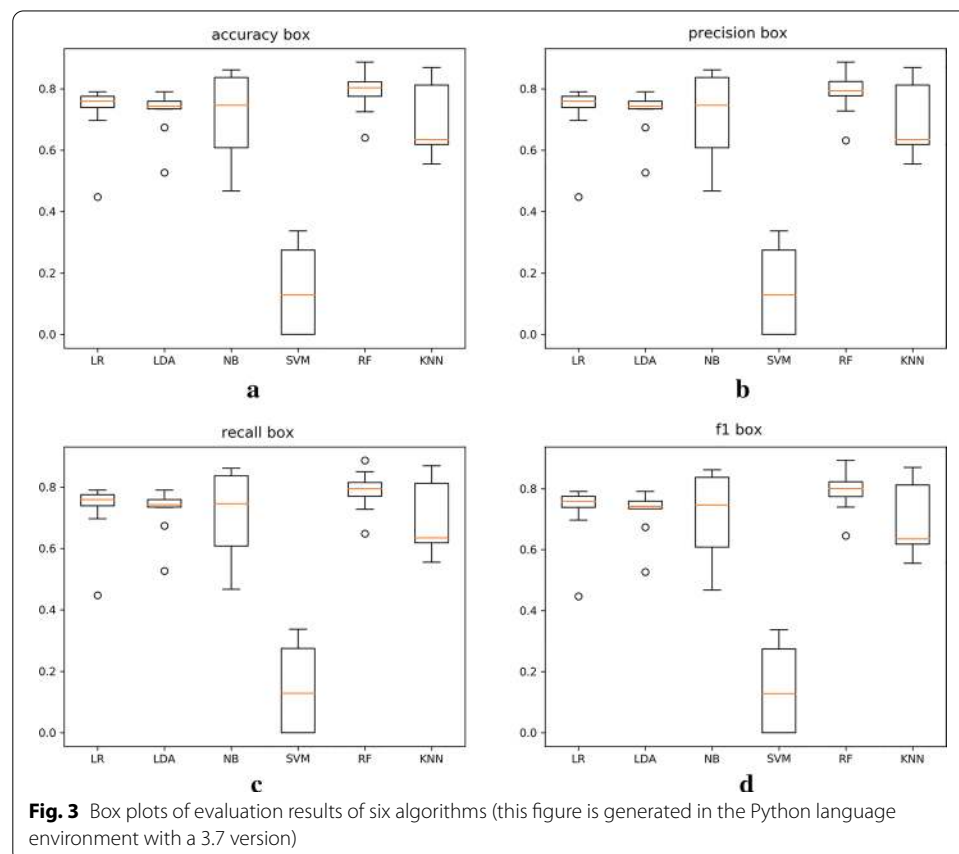 accuracy box
0.8
0.6
0.4
0.2
0.0
LR LDA NB SVM RF KNN
a
precision box
0.8
0.6
0.4
0.2
0.0
LR LDA NB SVM RF KNN
b
recall box
0.8
0.6
0.4
0.2
0.0
LR LDA NB SVM RF KNN
c
f1 box
0.8
0.6
0.4
0.2
0.0
LR LDA NB SVM RF KNN
d
Fig. 3 Box plots of evaluation results of six algorithms (this figure is generated in the Python language
environment with a 3.7 version)